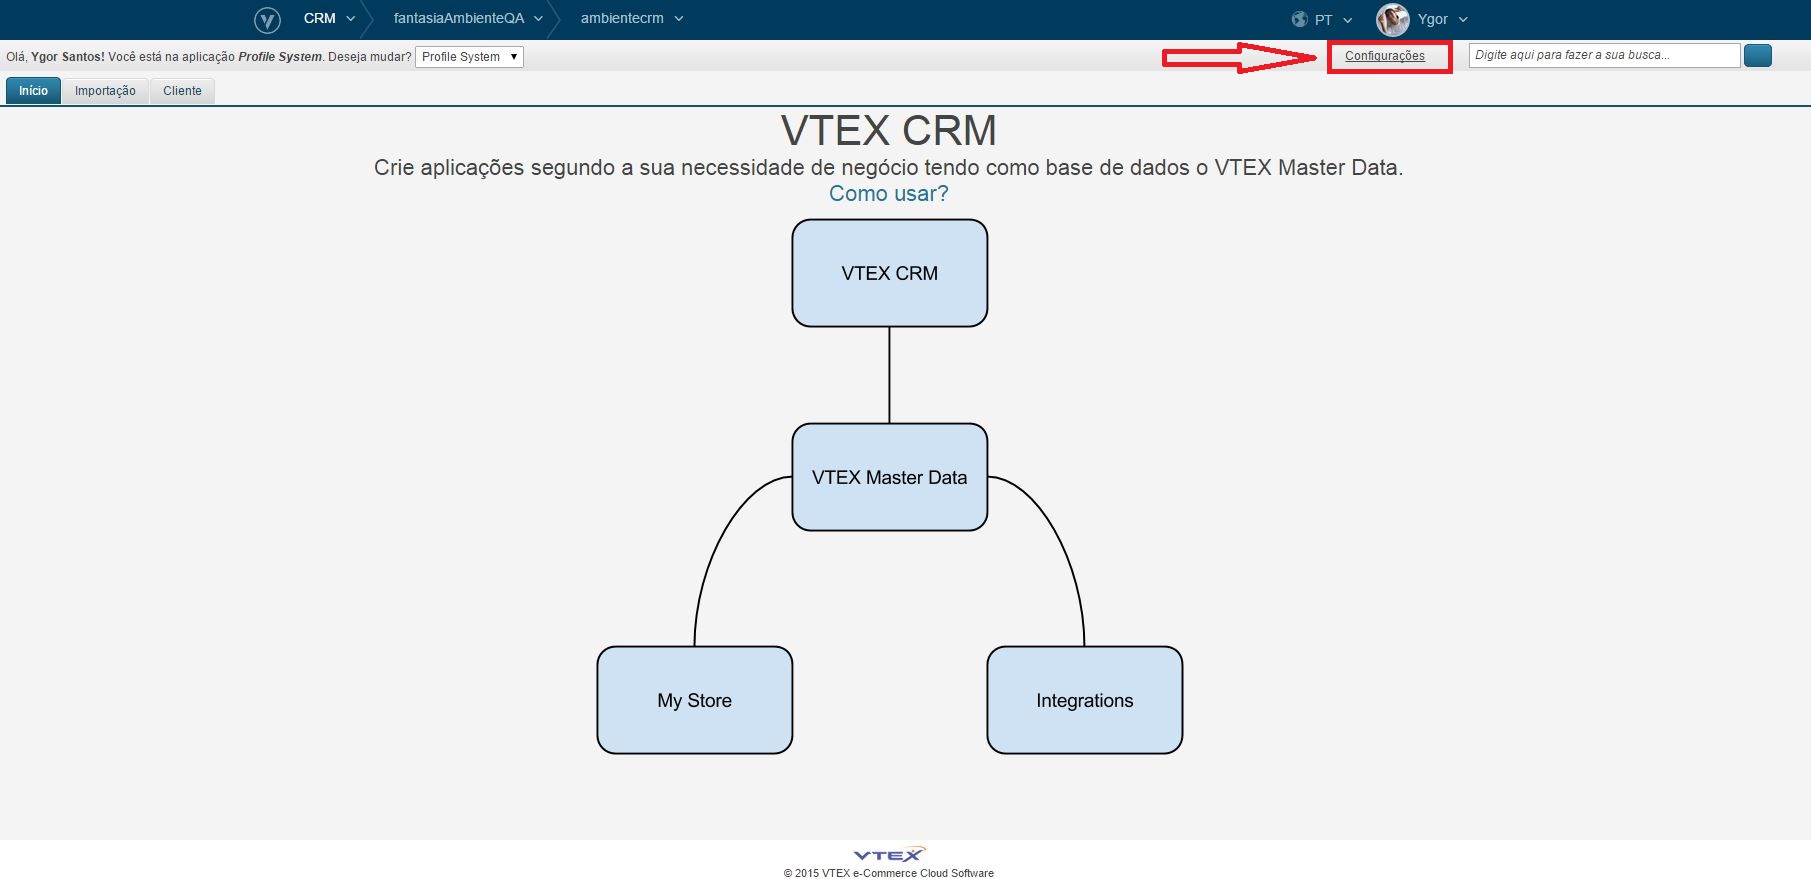 CRM fantasiaAmbienteQA ambientecrm PT Ygor
Olá, Ygor Santos! Você está na aplicação Profile System. Deseja mudar? Profile System Configurações Digite aqui para fazer a sua busca...
Início Importação Cliente
VTEX CRM
Crie aplicações segundo a sua necessidade de negócio tendo como base de dados o VTEX Master Data.
Como usar?
VTEX CRM
VTEX Master Data
My Store Integrations
VTEX
© 2015 VTEX e-Commerce Cloud Software